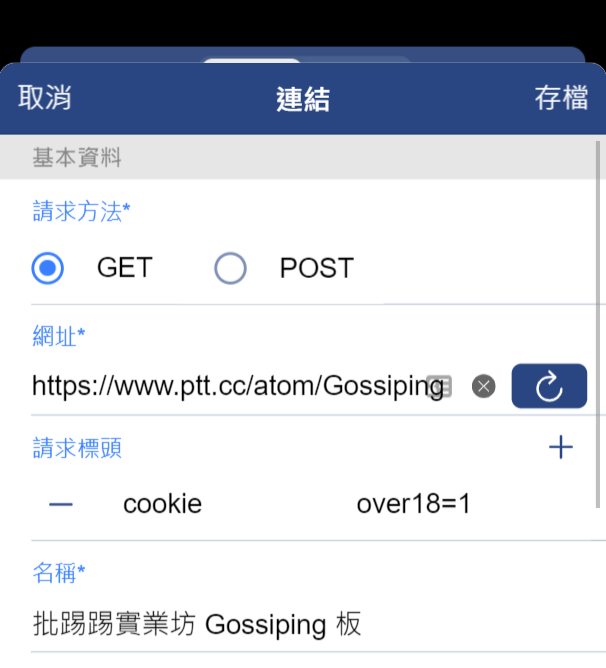 取消 連結 存檔
基本資料
請求方法*
GET POST
網址*
https://www.ptt.cc/atom/Gossiping
請求標頭
cookie over18=1
名稱*
批踢踢實業坊 Gossiping 板